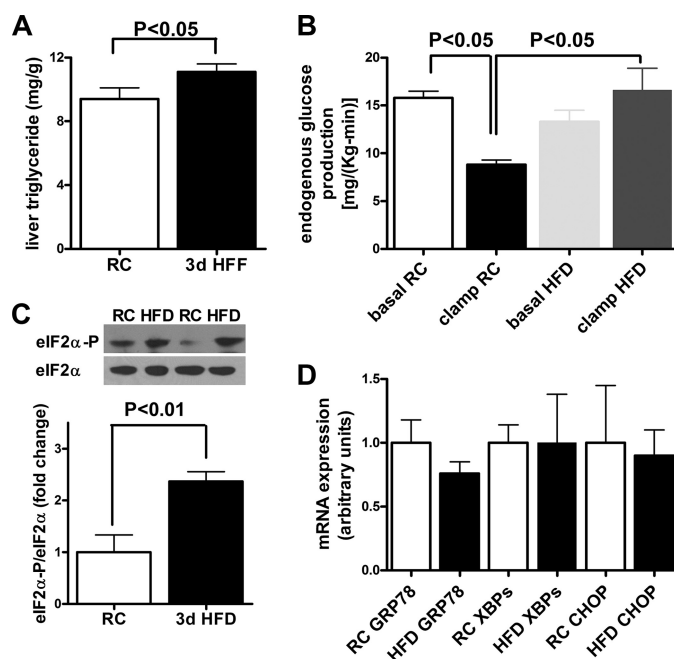 A
P<0.05
liver triglyceride (mg/g)
12
9
6
3
0
RC
3d HFF
B
P<0.05
P<0.05
endogenous glucose
production
[mg/(Kg-min)]
20
15
10
5
0
basal RC
clamp RC
basal HFD
clamp HFD
C
RC HFD RC HFD
eIF2α-P
eIF2α
P<0.01
eIF2α-P/eIF2α (fold change)
3
2
1
0
RC
3d HFD
D
mRNA expression
(arbitrary units)
1.5
1.0
0.5
0.0
RC GRP78
HFD GRP78
RC XBPs
HFD XBPs
RC CHOP
HFD CHOP